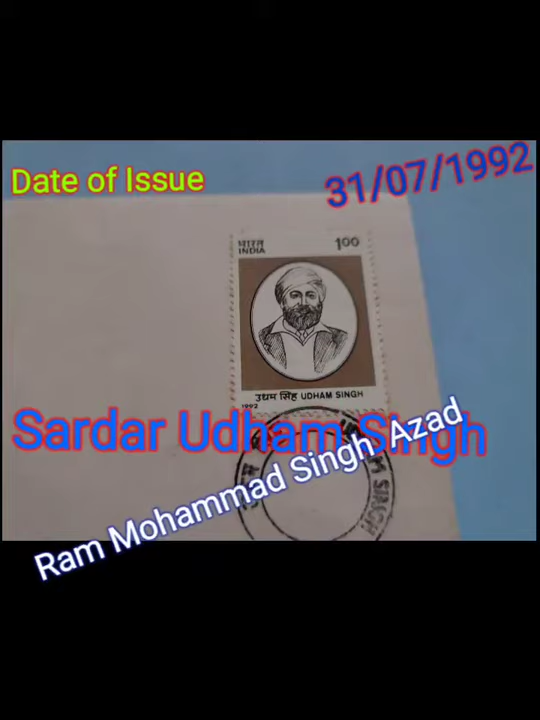 Date of Issue
31/07/1992
भारत
INDIA
1.00
उधम सिंह UDHAM SINGH
1992
Sardar Udham Singh
Ram Mohammad Singh Azad
M SINGH